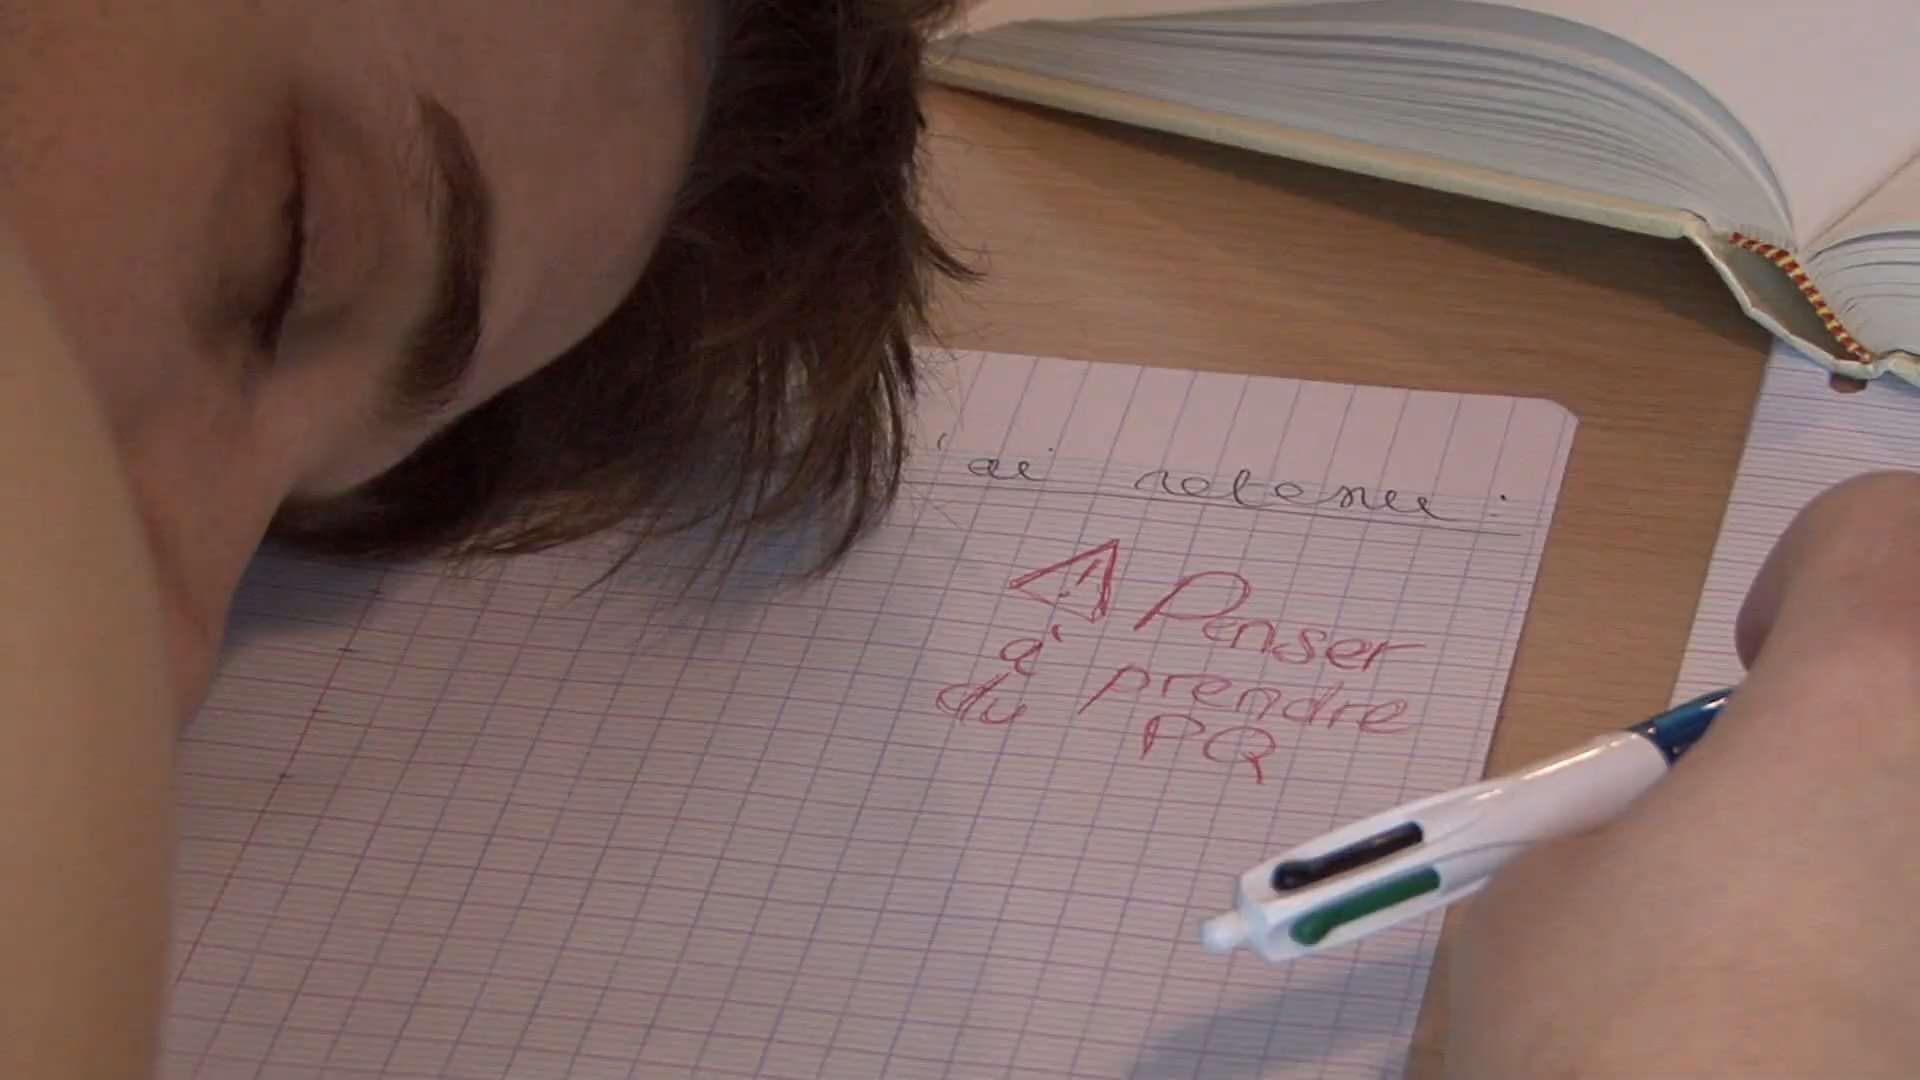 'ai retenu :
⚠ Penser
à prendre
du PQ